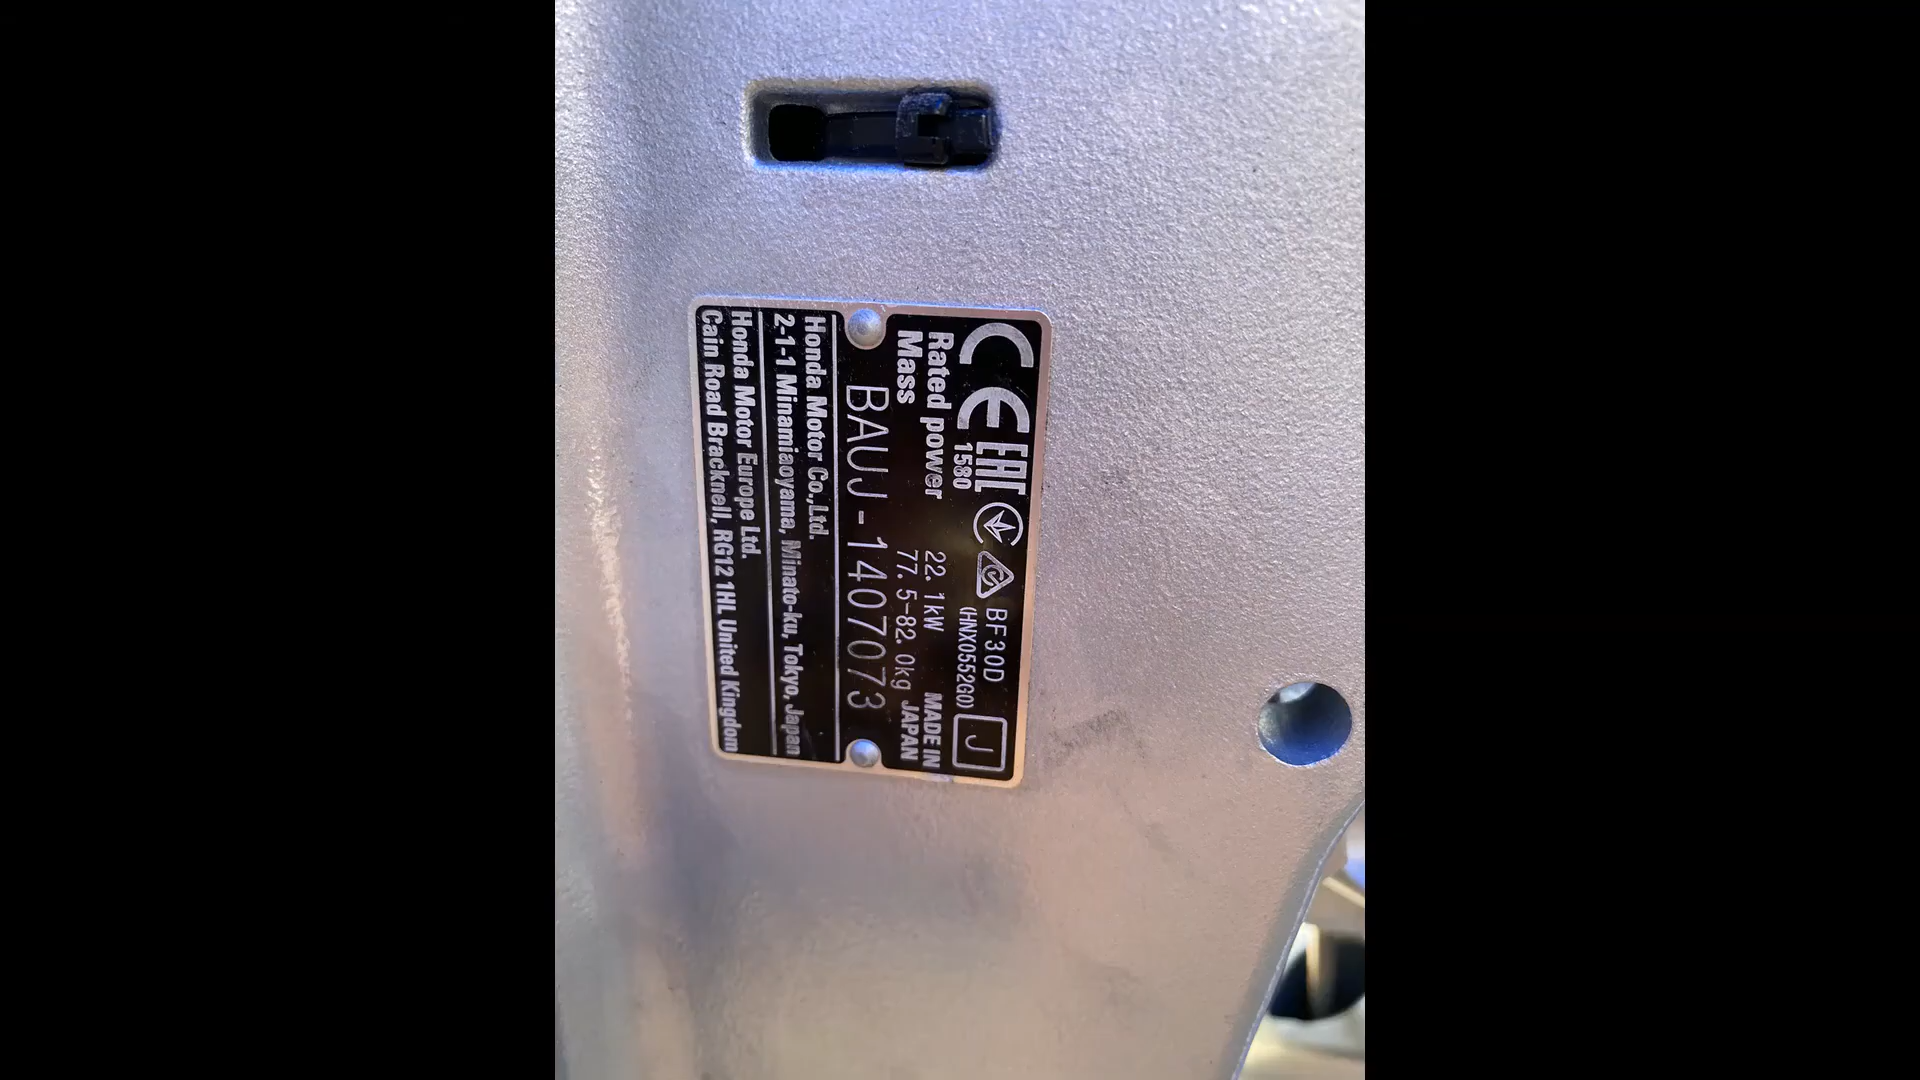 CE EAC BF30D
1580 (HNX0552G0) J
Rated power 22.1kW MADE IN
Mass 77.5-82.0kg JAPAN
BAUJ-1407073
Honda Motor Co.,Ltd.
2-1-1 Minamiaoyama, Minato-ku, Tokyo, Japan
Honda Motor Europe Ltd.
Cain Road Bracknell, RG12 1HL United Kingdom